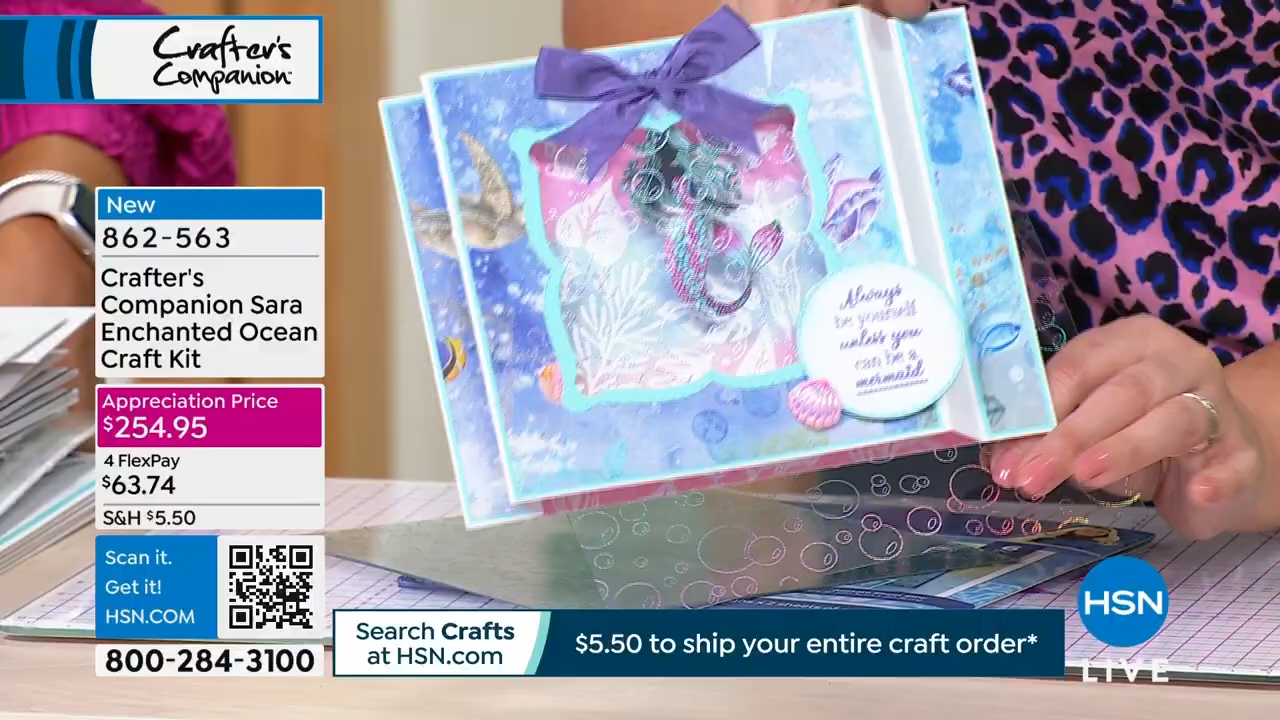 Crafter's
Companion
New
862-563
Crafter's
Companion Sara
Enchanted Ocean
Craft Kit
Appreciation Price
$254.95
4 FlexPay
$63.74
S&H $5.50
Scan it.
Get it!
HSN.COM
800-284-3100
Always
be yourself
unless you
can be a
mermaid
Search Crafts
at HSN.com
$5.50 to ship your entire craft order*
HSN
LIVE